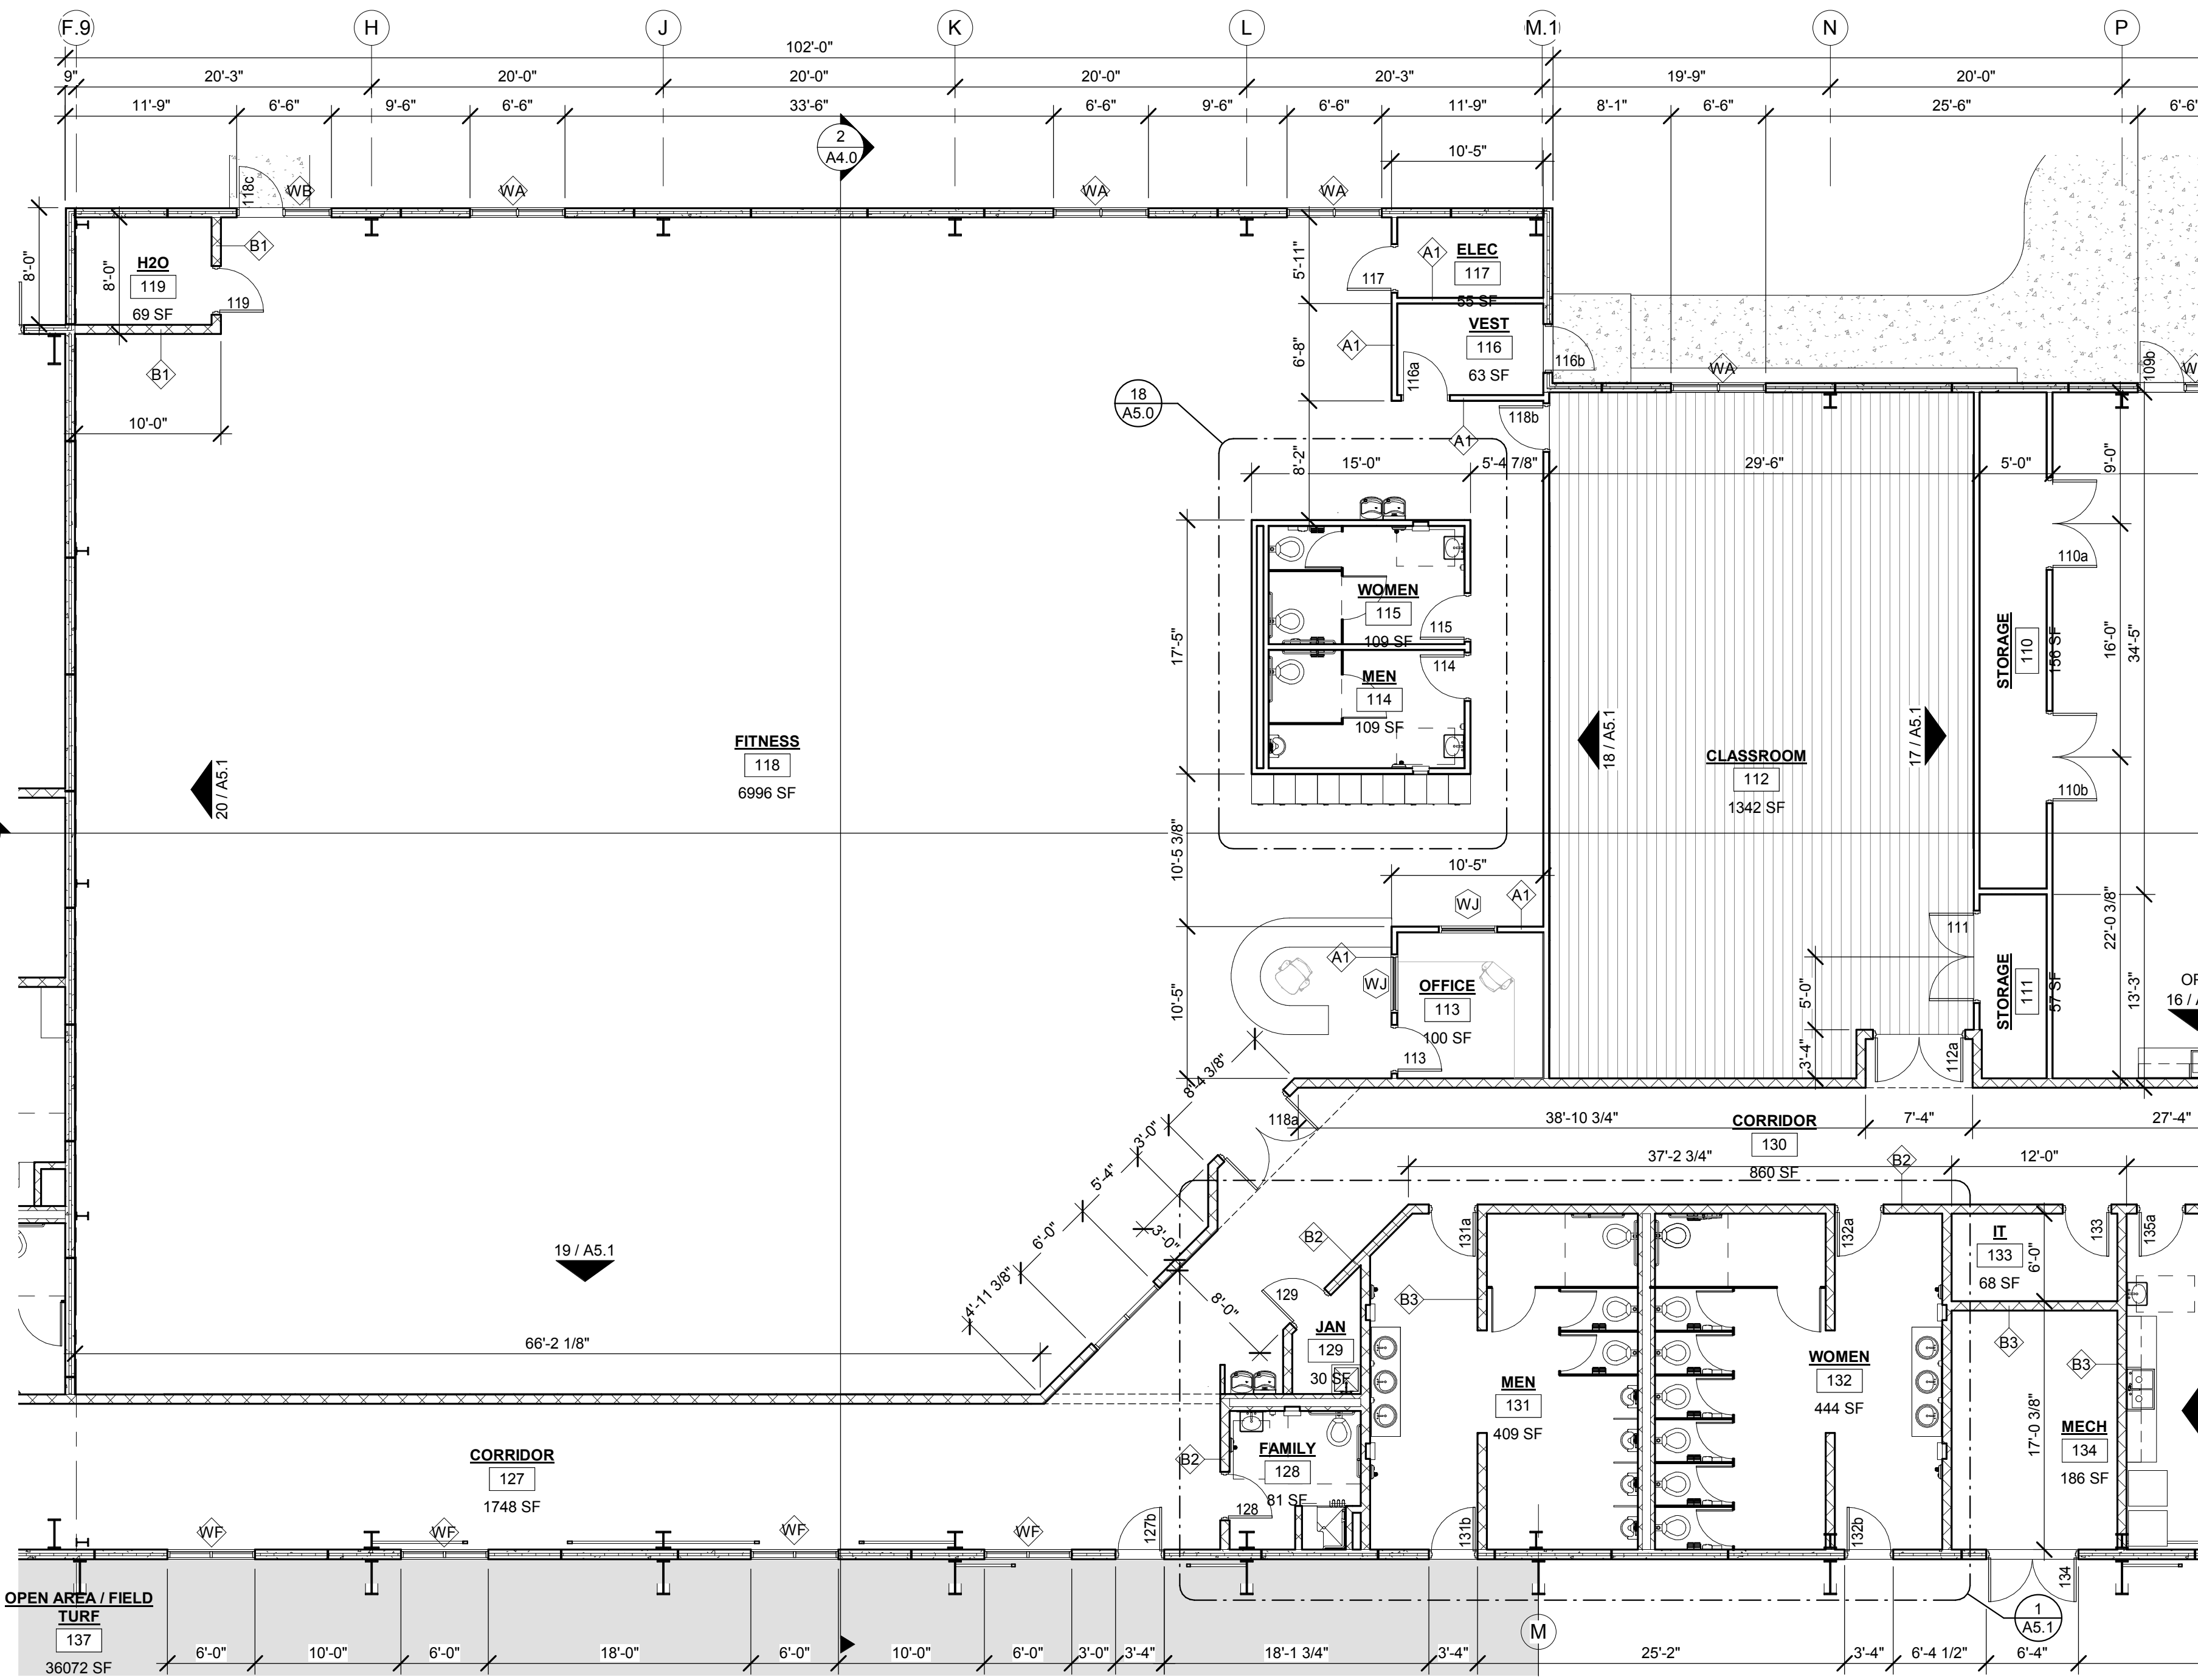 F.9 H J K L M.1 N P
102'-0"
9" 20'-3" 20'-0" 20'-0" 20'-0" 20'-3" 19'-9" 20'-0"
11'-9" 6'-6" 9'-6" 6'-6" 33'-6" 6'-6" 9'-6" 6'-6" 11'-9" 8'-1" 6'-6" 25'-6" 6'-6"
2
A4.0
10'-5"
118c WB WA WA WA
8'-0" 8'-0" B1
H2O
119
69 SF
119
B1
10'-0"
5'-11"
117
A1
ELEC
117
55 SF
6'-8"
A1
VEST
116
63 SF
116a
116b
WA
109b
W
18
A5.0
A1
118b
8'-2"
15'-0" 5'-4 7/8" 29'-6" 5'-0"
9'-0"
17'-5"
WOMEN
115
109 SF
115
MEN
114
109 SF
114
110a
STORAGE
110
156 SF
16'-0"
34'-5"
110b
FITNESS
118
6996 SF
20 / A5.1
18 / A5.1
17 / A5.1
CLASSROOM
112
1342 SF
10'-5 3/8"
10'-5"
WJ
A1
A1
WJ
OFFICE
113
100 SF
113
10'-5"
111
STORAGE
111
57 SF
22'-0 3/8"
13'-3"
5'-0"
3'-4"
112a
OF
16 / A
8'-4 3/8"
3'-0"
5'-4"
6'-0"
4'-11 3/8"
3'-0"
8'-0"
118a
38'-10 3/4" 7'-4" 27'-4"
CORRIDOR
130
860 SF
37'-2 3/4" B2 12'-0"
19 / A5.1
66'-2 1/8"
B2
129
JAN
129
30 SF
131a
B3
MEN
131
409 SF
132a
WOMEN
132
444 SF
IT
133
68 SF
6'-0"
133
135a
B3
B3
MECH
134
186 SF
17'-0 3/8"
CORRIDOR
127
1748 SF
B2
FAMILY
128
81 SF
128
WF WF WF WF
127b 131b 132b 134
OPEN AREA / FIELD
TURF
137
36072 SF
M
1
A5.1
6'-0" 10'-0" 6'-0" 18'-0" 6'-0" 10'-0" 6'-0" 3'-0" 3'-4" 18'-1 3/4" 3'-4" 25'-2" 3'-4" 6'-4 1/2" 6'-4"